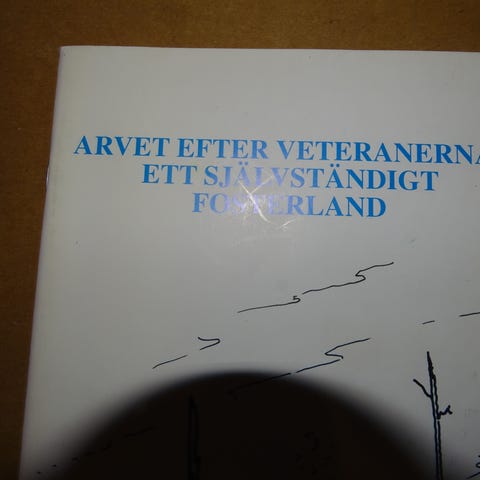 ARVET EFTER VETERANERNA
ETT SJÄLVSTÄNDIGT
FOSTERLAND